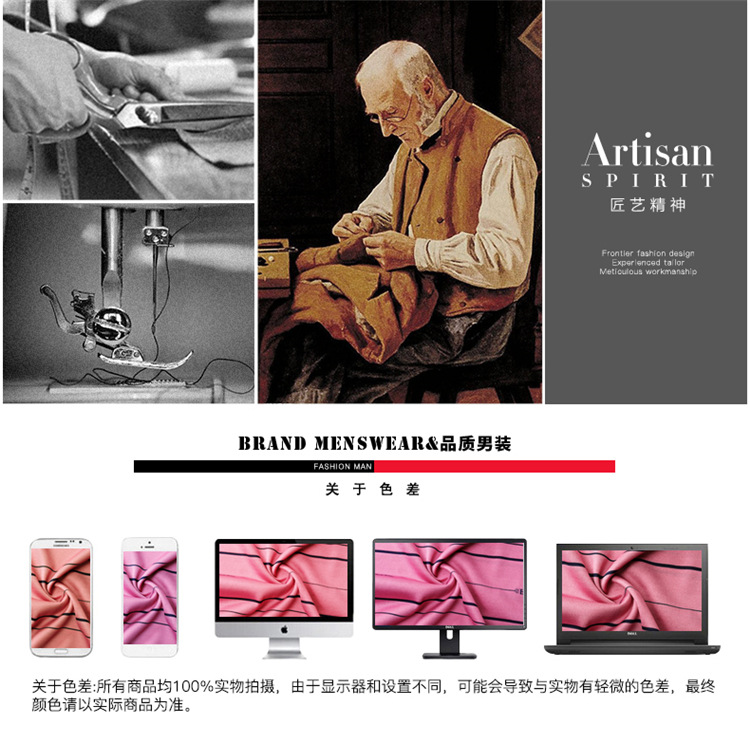 Artisan
SPIRIT
匠艺精神
Frontier fashion design
Experienced tailor
Meticulous workmanship
BRAND MENSWEAR&品质男装
FASHION MAN
关于色差
SAMSUNG
DELL
DELL
关于色差:所有商品均100%实物拍摄，由于显示器和设置不同，可能会导致与实物有轻微的色差，最终
颜色请以实际商品为准。